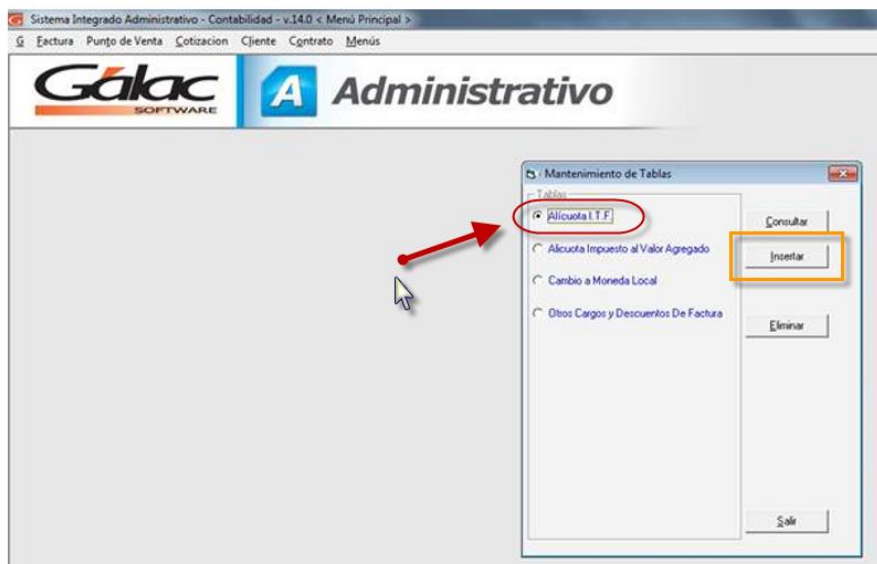 Sistema Integrado Administrativo - Contabilidad - v.14.0 < Menú Principal >
G Factura Punto de Venta Cotizacion Cliente Contrato Menús
Gálac
SOFTWARE
A Administrativo
Mantenimiento de Tablas
Tablas
Alícuota I.T.F.
Consultar
Alicuota Impuesto al Valor Agregado
Insertar
Cambio a Moneda Local
Otros Cargos y Descuentos De Factura
Eliminar
Salir